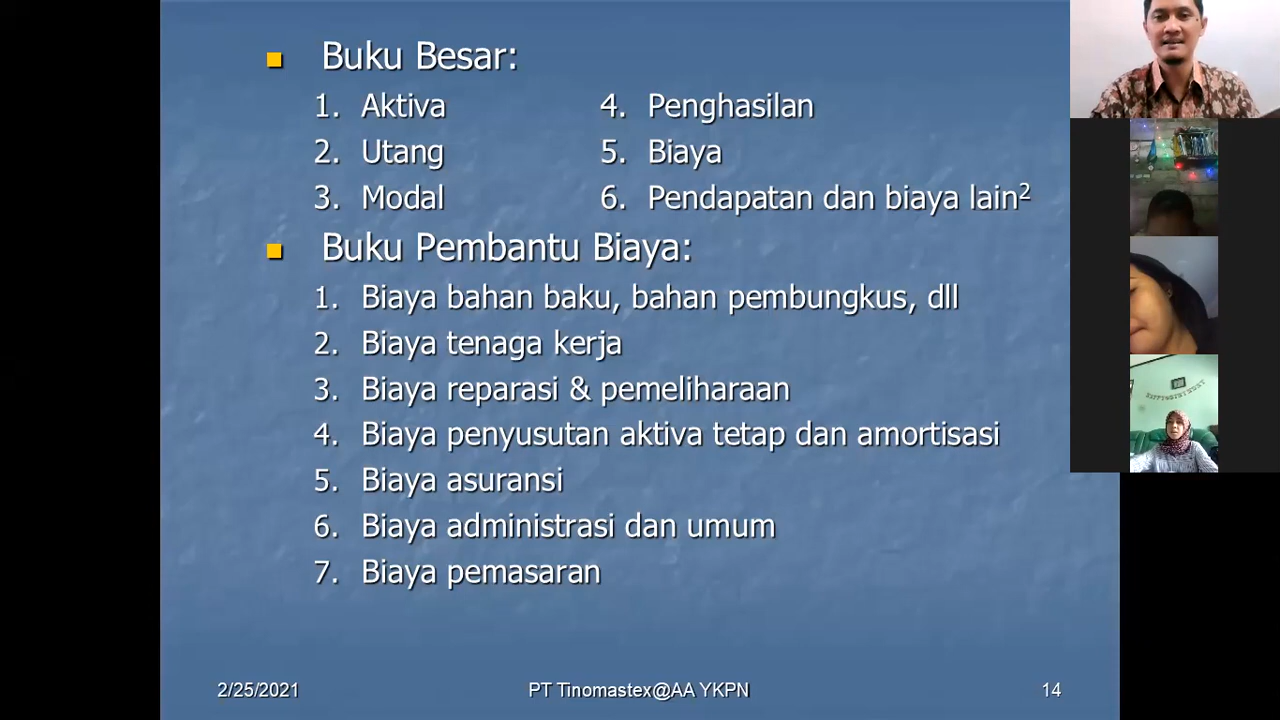 Buku Besar:
1. Aktiva
2. Utang
3. Modal
4. Penghasilan
5. Biaya
6. Pendapatan dan biaya lain²
Buku Pembantu Biaya:
1. Biaya bahan baku, bahan pembungkus, dll
2. Biaya tenaga kerja
3. Biaya reparasi & pemeliharaan
4. Biaya penyusutan aktiva tetap dan amortisasi
5. Biaya asuransi
6. Biaya administrasi dan umum
7. Biaya pemasaran
2/25/2021
PT Tinomastex@AA YKPN
14